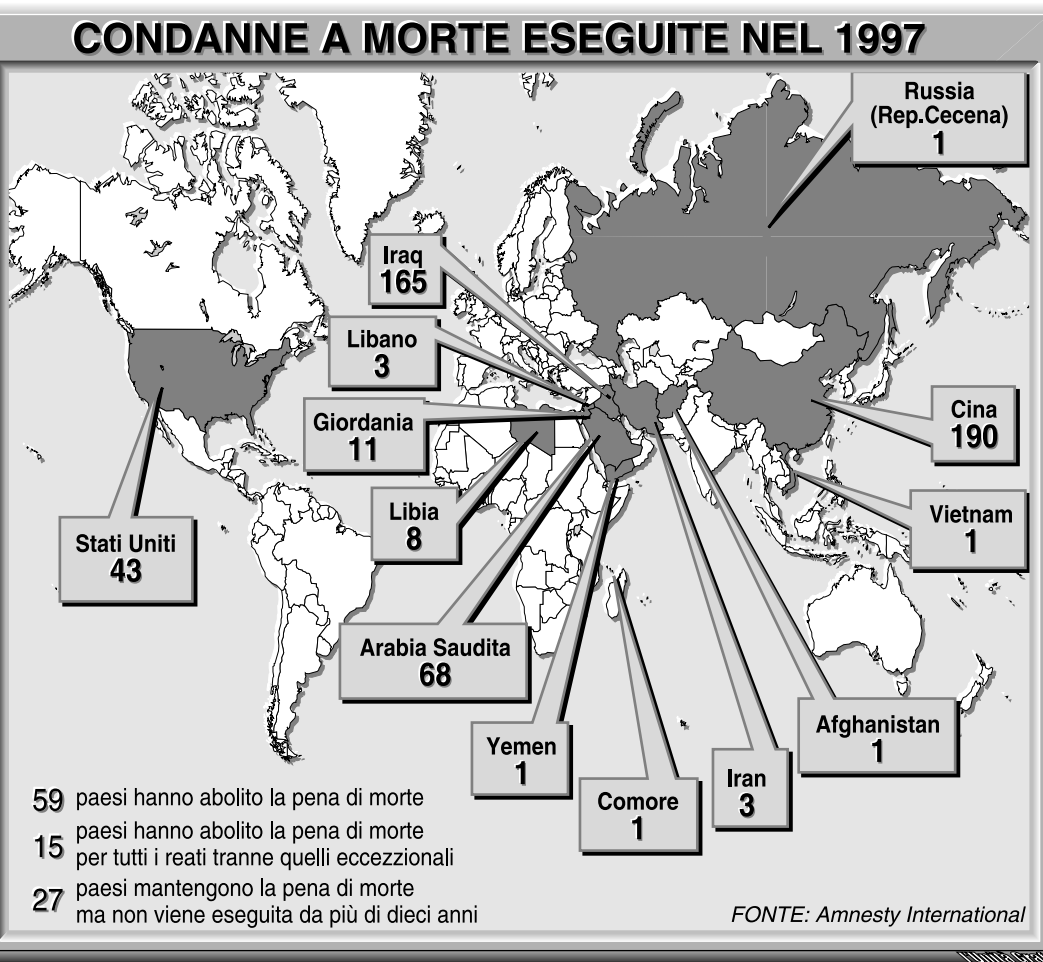 CONDANNE A MORTE ESEGUITE NEL 1997
Russia
(Rep.Cecena)
1
Iraq
165
Libano
3
Giordania
11
Libia
8
Stati Uniti
43
Arabia Saudita
68
Cina
190
Vietnam
1
Yemen
1
Comore
1
Iran
3
Afghanistan
1
59 paesi hanno abolito la pena di morte
15 paesi hanno abolito la pena di morte
per tutti i reati tranne quelli eccezzionali
27 paesi mantengono la pena di morte
ma non viene eseguita da più di dieci anni
FONTE: Amnesty International